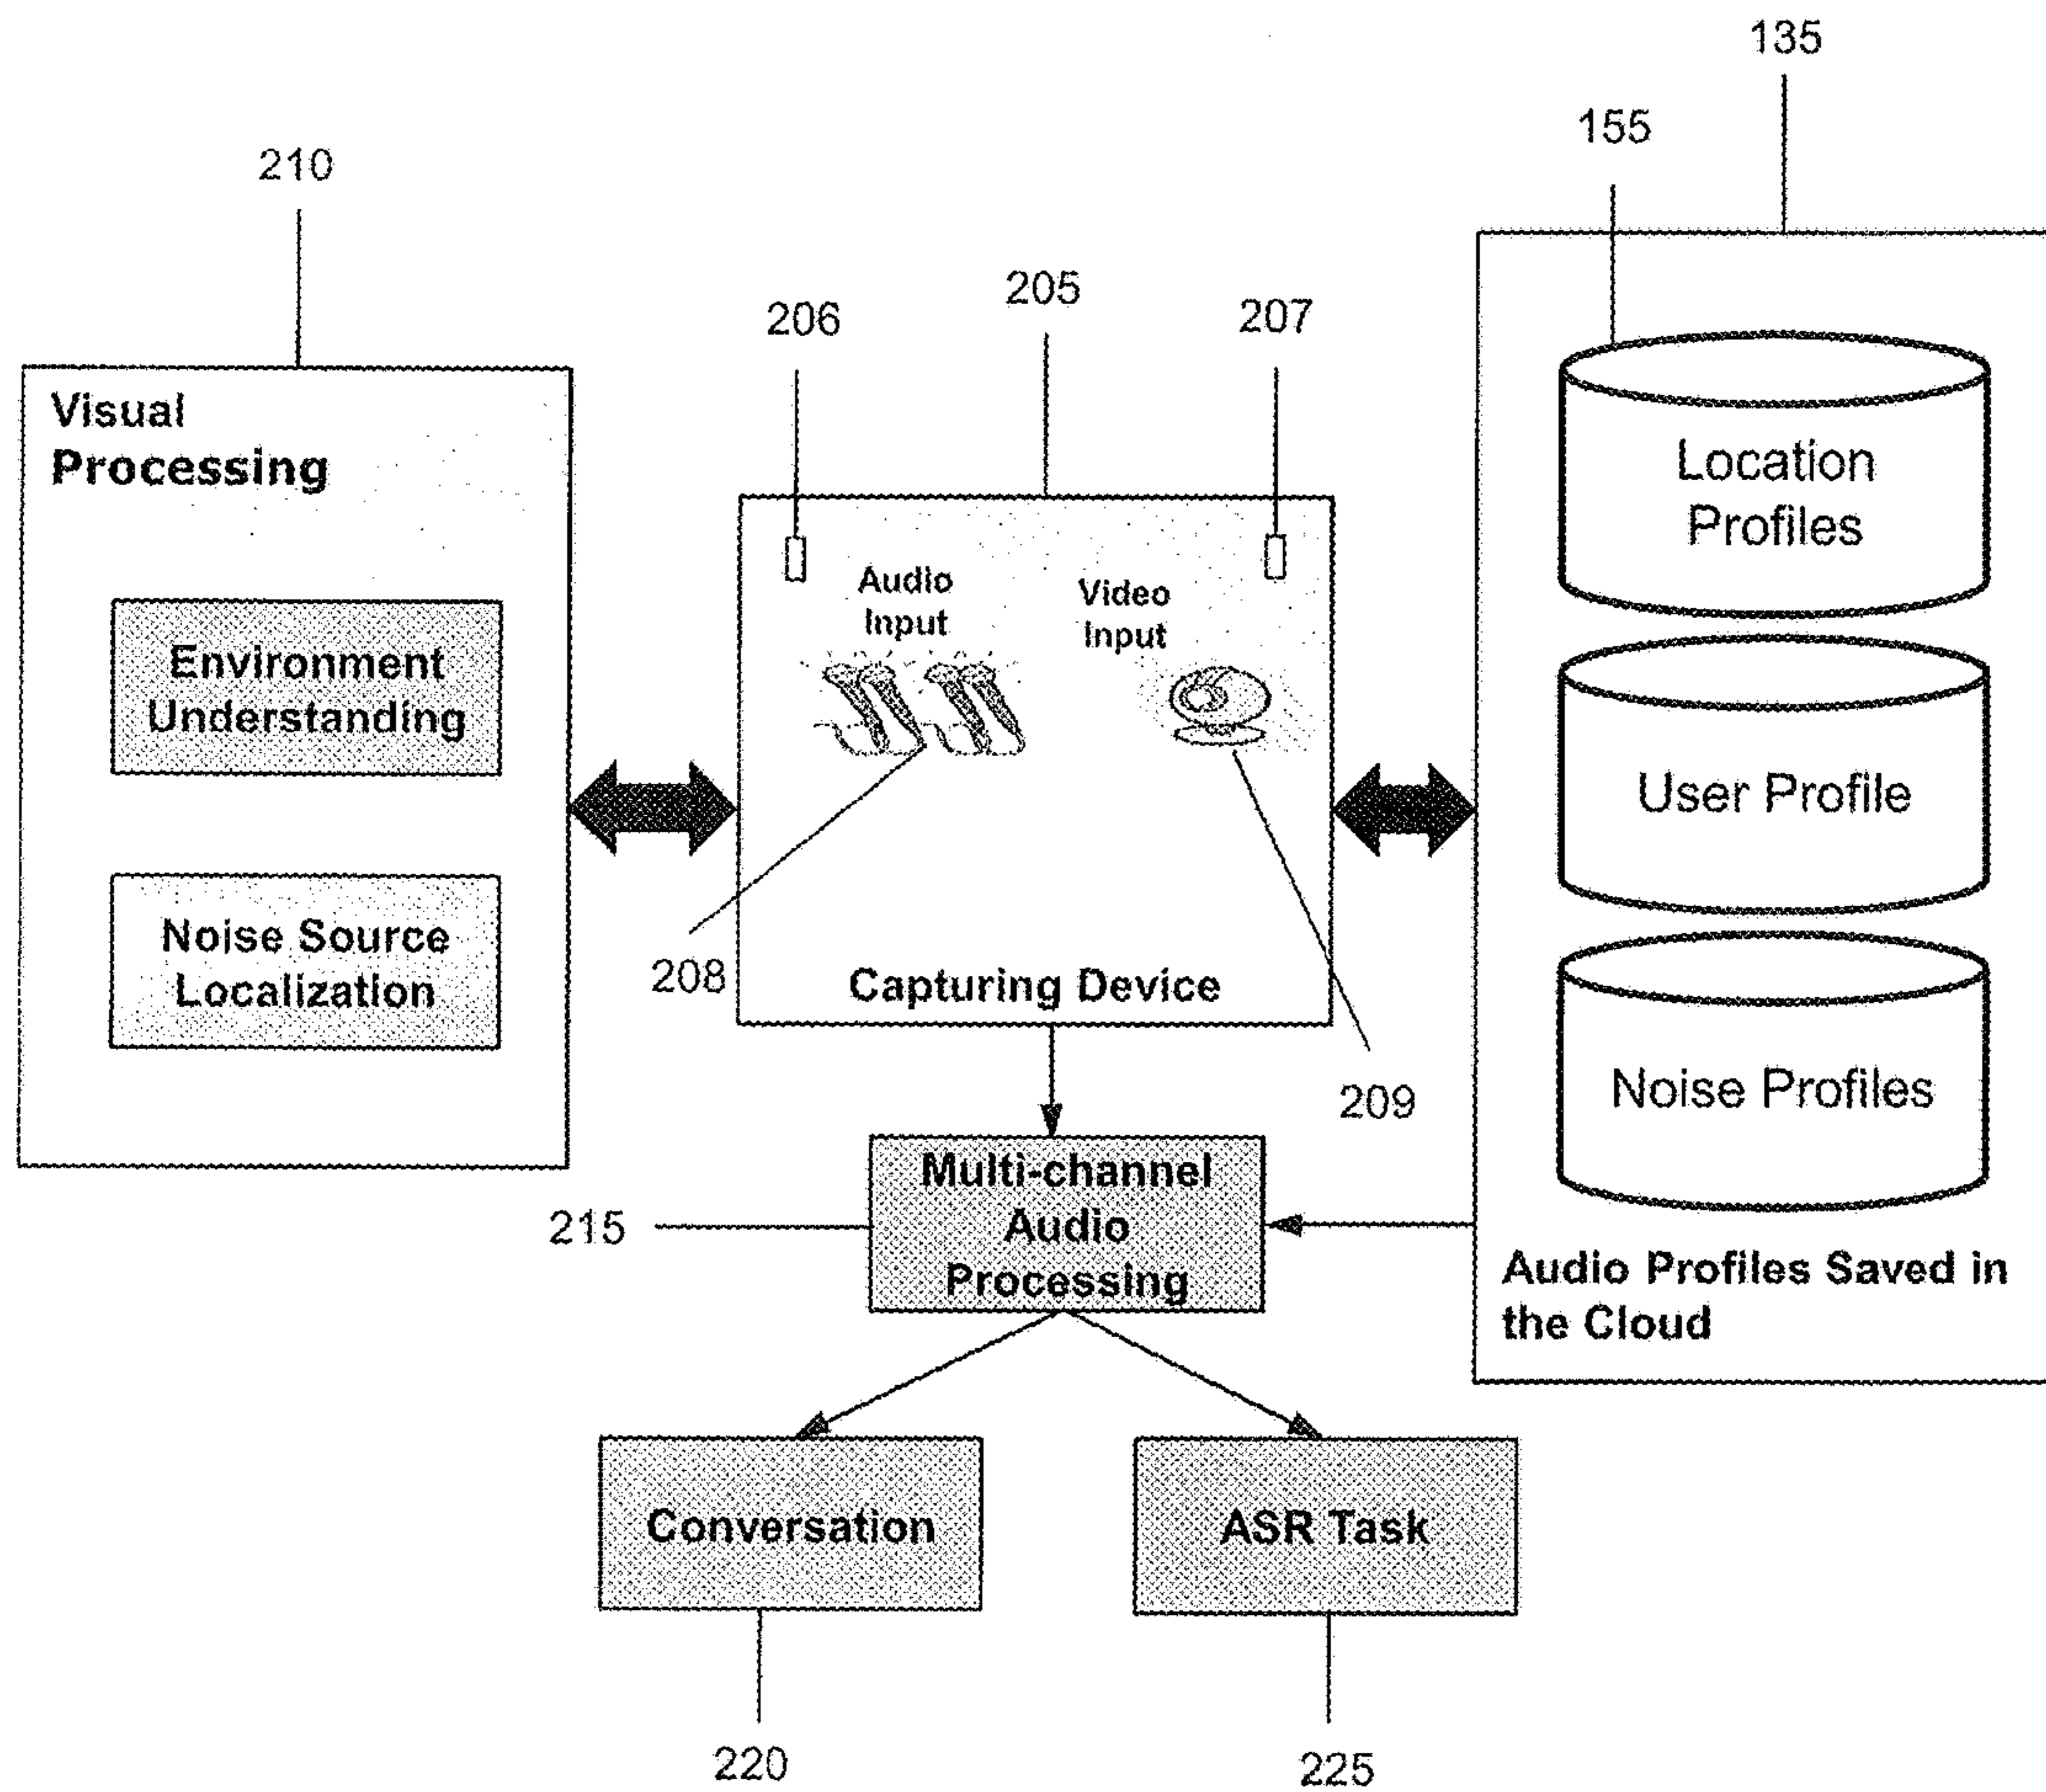 135
155
210
205
206
207
Visual
Processing
Environment
Understanding
Noise Source
Localization
Audio
Input
Video
Input
208
Capturing Device
209
Location
Profiles
User Profile
Noise Profiles
Audio Profiles Saved in
the Cloud
215
Multi-channel
Audio
Processing
Conversation
ASR Task
220
225